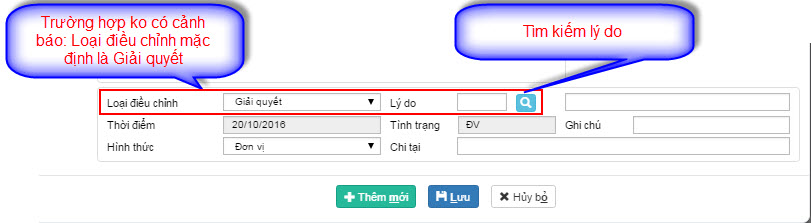 Trường hợp ko có cảnh
báo: Loại điều chỉnh mặc
định là Giải quyết
Tìm kiếm lý do
Loại điều chỉnh Giải quyết Lý do
Thời điểm 20/10/2016 Tình trạng ĐV Ghi chú
Hình thức Đơn vị Chi tại
Thêm mới Lưu Hủy bỏ